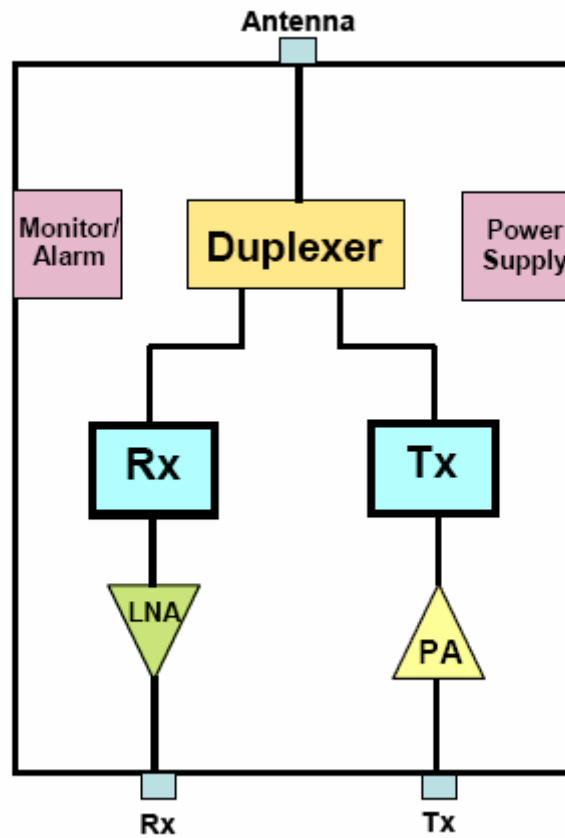 Antenna
Monitor/
Alarm
Duplexer
Power
Supply
Rx
Tx
LNA
PA
Rx
Tx